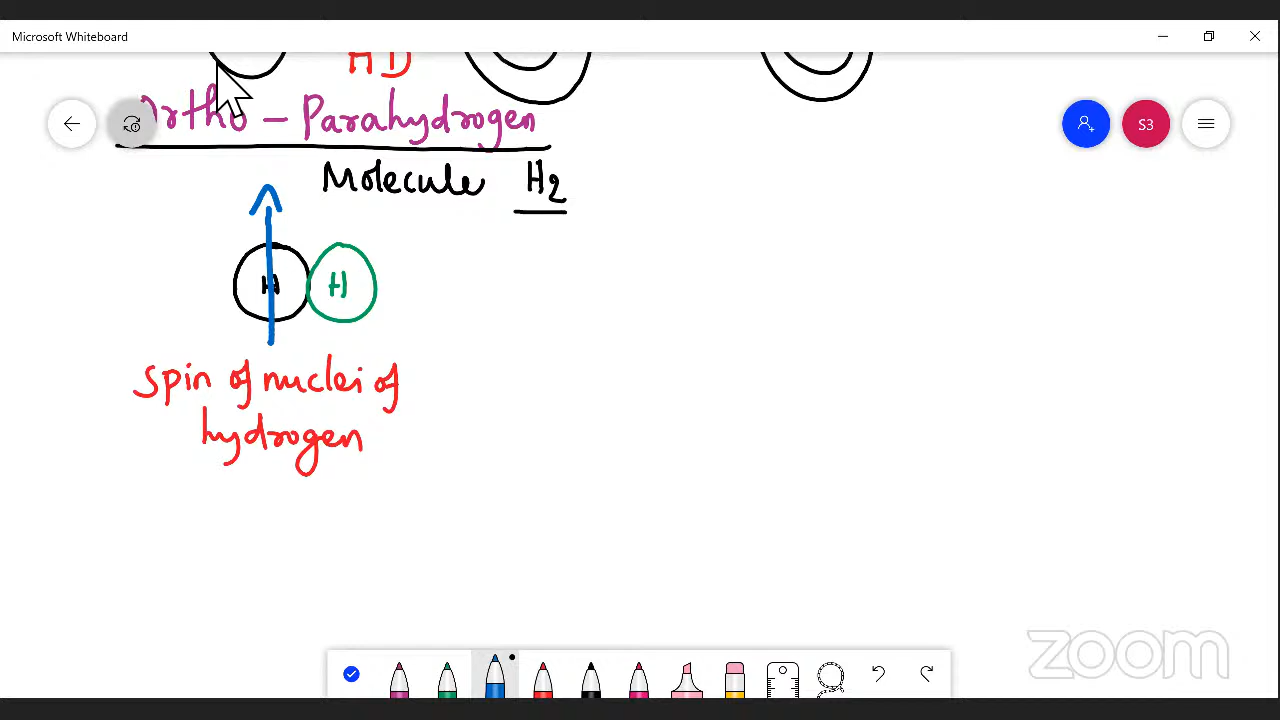 Microsoft Whiteboard
HD
Ortho - Parahydrogen
Molecule H2
H H
Spin of nuclei of
hydrogen
S3
zoom